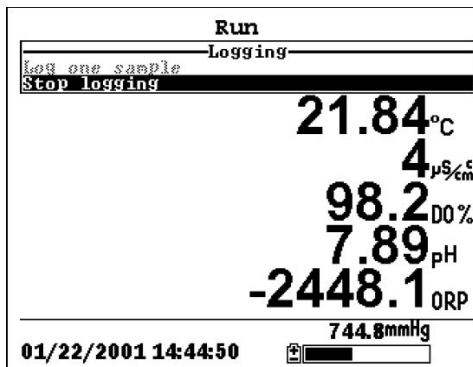 Run
Logging
Log one sample
Stop logging
21.84°C
4µS/cm c
98.2DO %
7.89pH
-2448.1ORP
744.8mmHg
01/22/2001 14:44:50